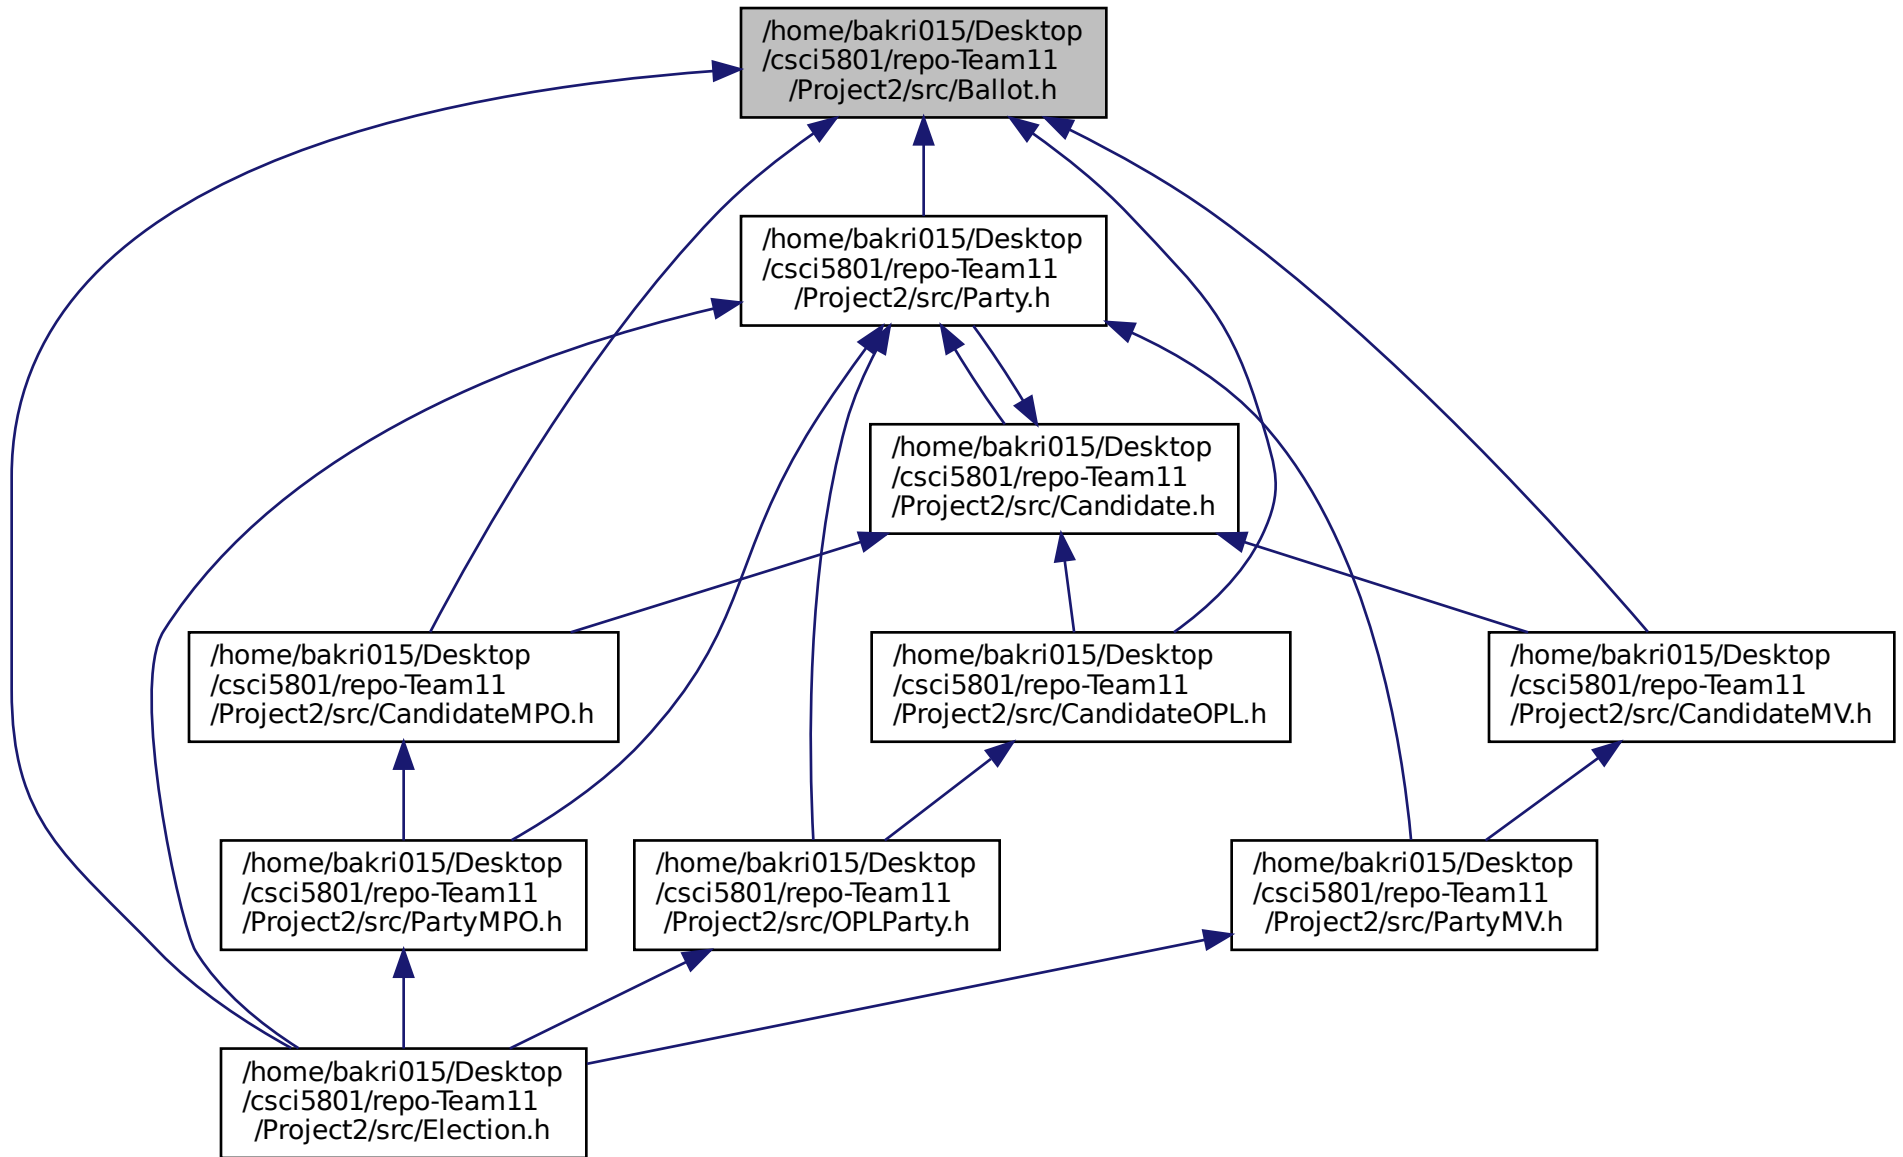 /home/bakri015/Desktop
/csci5801/repo-Team11
/Project2/src/Ballot.h
/home/bakri015/Desktop
/csci5801/repo-Team11
/Project2/src/Party.h
/home/bakri015/Desktop
/csci5801/repo-Team11
/Project2/src/Candidate.h
/home/bakri015/Desktop
/csci5801/repo-Team11
/Project2/src/CandidateMPO.h
/home/bakri015/Desktop
/csci5801/repo-Team11
/Project2/src/CandidateOPL.h
/home/bakri015/Desktop
/csci5801/repo-Team11
/Project2/src/CandidateMV.h
/home/bakri015/Desktop
/csci5801/repo-Team11
/Project2/src/PartyMPO.h
/home/bakri015/Desktop
/csci5801/repo-Team11
/Project2/src/OPLParty.h
/home/bakri015/Desktop
/csci5801/repo-Team11
/Project2/src/PartyMV.h
/home/bakri015/Desktop
/csci5801/repo-Team11
/Project2/src/Election.h